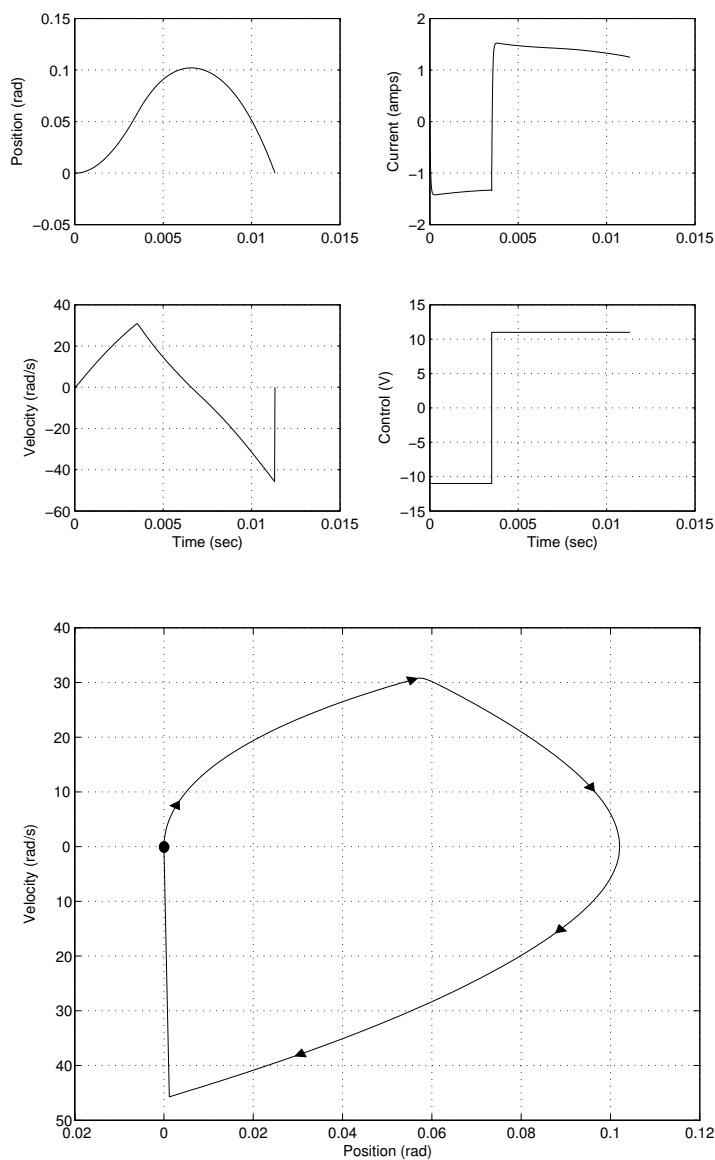 0.15
0.1
0.05
0
−0.05
Position (rad)
0 0.005 0.01 0.015
2
1
0
−1
−2
Current (amps)
0 0.005 0.01 0.015
40
20
0
−20
−40
−60
Velocity (rad/s)
0 0.005 0.01 0.015
Time (sec)
15
10
5
0
−5
−10
−15
Control (V)
0 0.005 0.01 0.015
Time (sec)
40
30
20
10
0
10
20
30
40
50
Velocity (rad/s)
0.02 0 0.02 0.04 0.06 0.08 0.1 0.12
Position (rad)